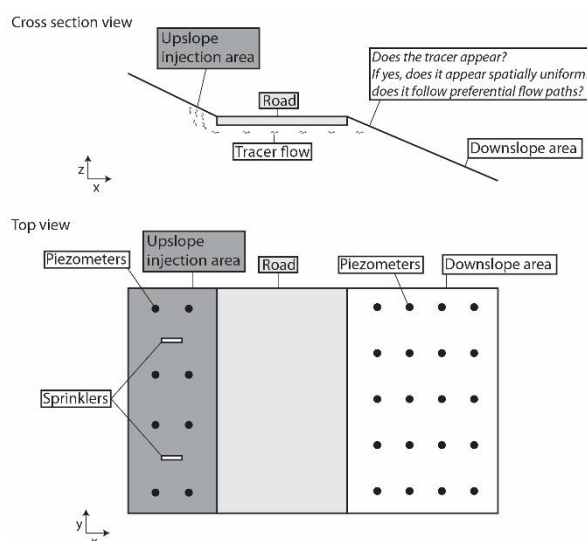 Cross section view
Upslope
injection area
Road
Tracer flow
Does the tracer appear?
If yes, does it appear spatially uniform
does it follow preferential flow paths?
Downslope area
z
x
Top view
Piezometers
Upslope
injection area
Road
Piezometers
Downslope area
Sprinklers
y
x